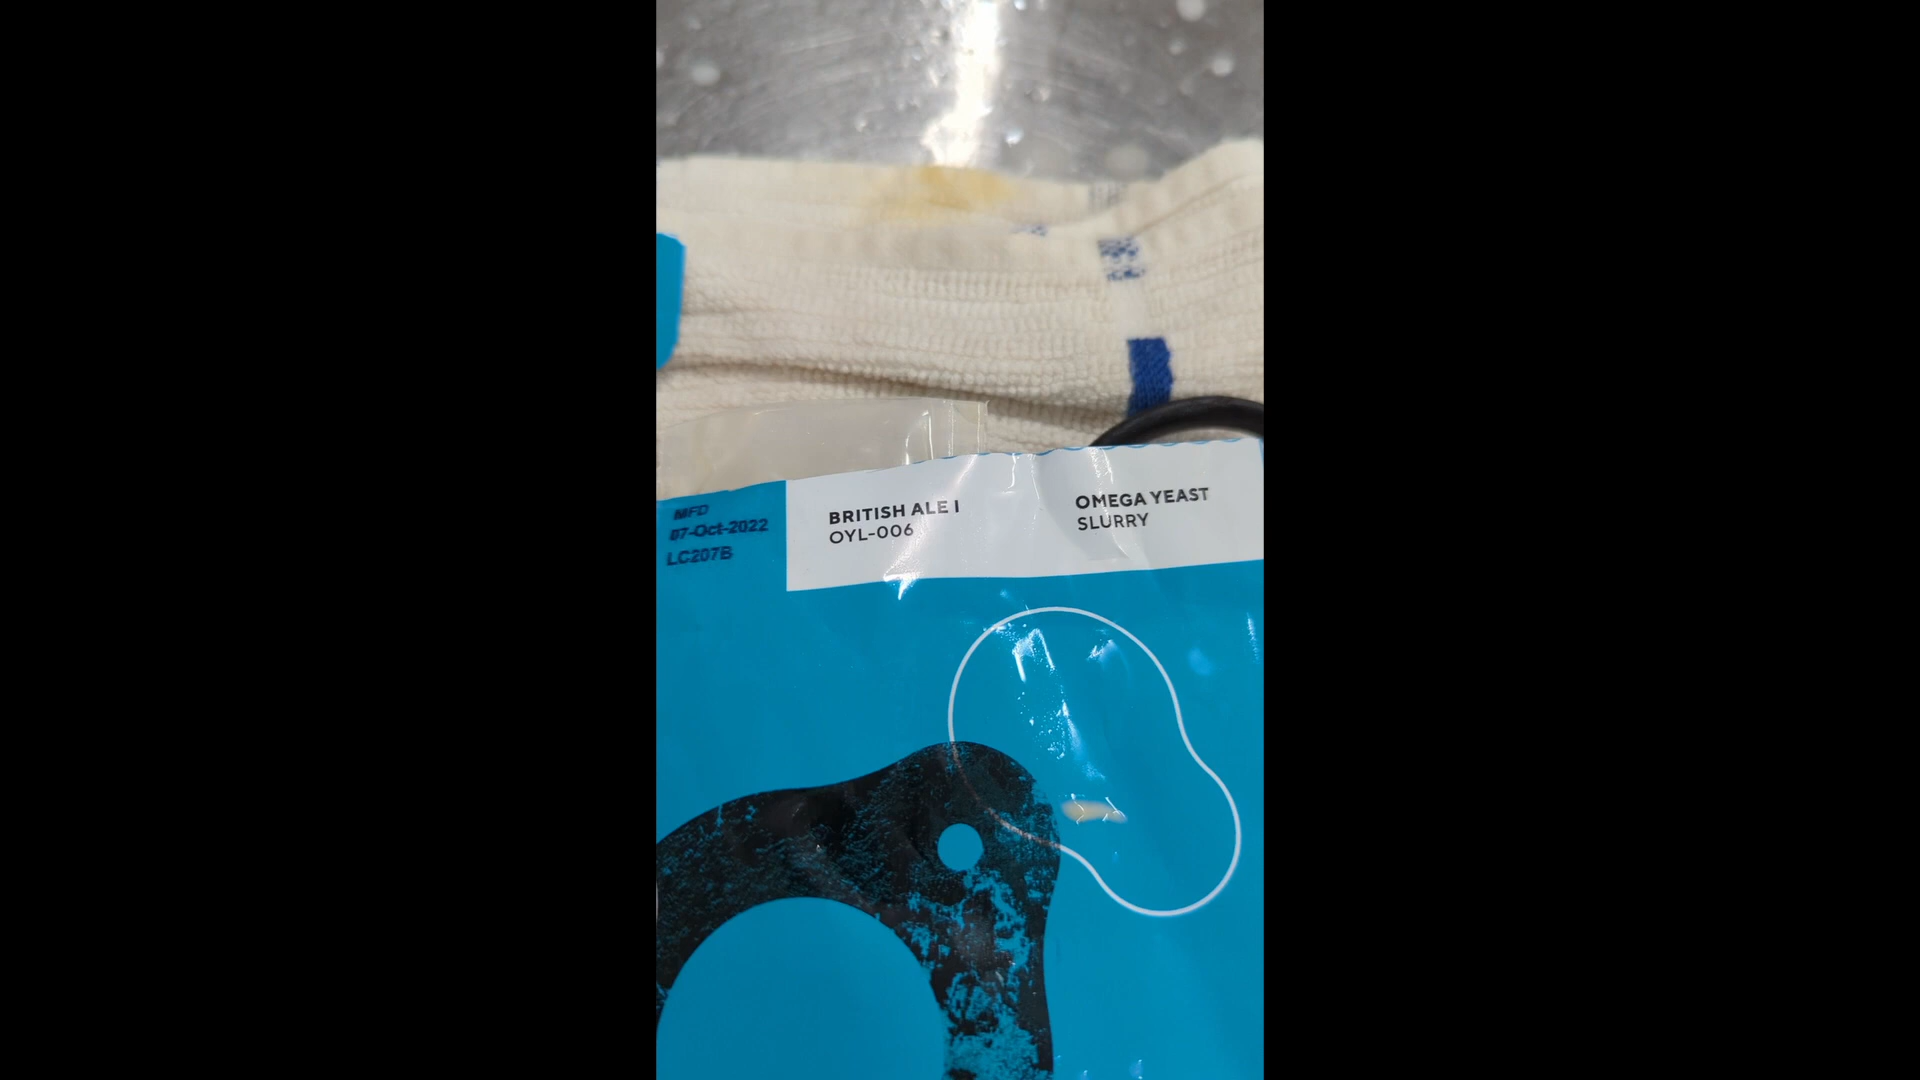 MFD
07-Oct-2022
LC207B
BRITISH ALE I
OYL-006
OMEGA YEAST
SLURRY